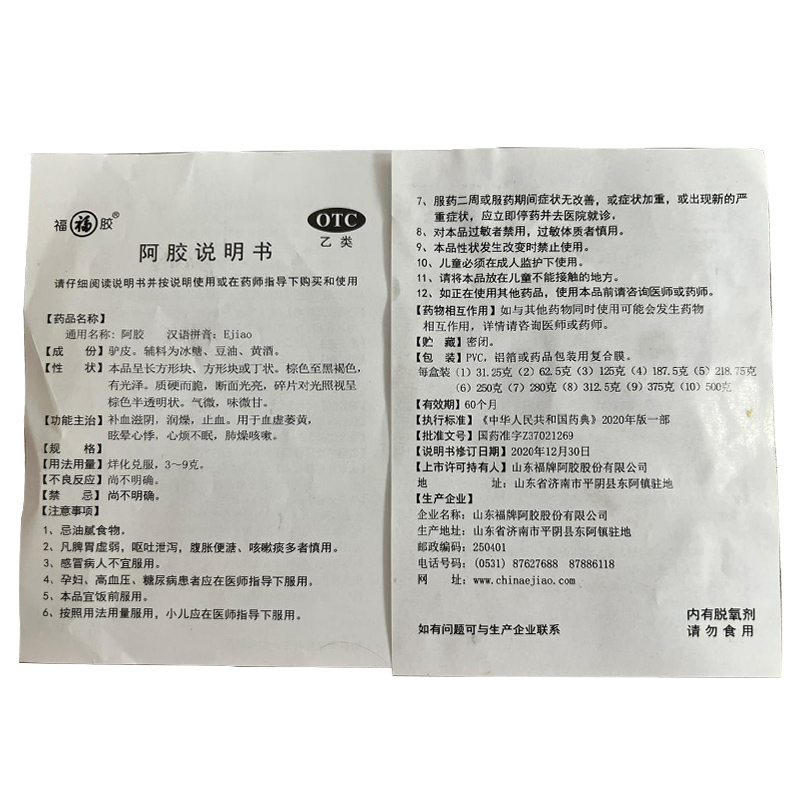 福 福 胶®
OTC
乙类
阿胶说明书
请仔细阅读说明书并按说明使用或在药师指导下购买和使用
【药品名称】
通用名称: 阿胶 汉语拼音: Ejiao
【成 份】驴皮。辅料为冰糖、豆油、黄酒。
【性 状】本品呈长方形块、方形块或丁状。棕色至黑褐色,
有光泽。质硬而脆,断面光亮,碎片对光照视呈
棕色半透明状。气微,味微甘。
【功能主治】补血滋阴,润燥,止血。用于血虚萎黄,
眩晕心悸,心烦不眠,肺燥咳嗽。
【规 格】
【用法用量】烊化兑服,3~9克。
【不良反应】尚不明确。
【禁 忌】尚不明确。
【注意事项】
1、忌油腻食物。
2、凡脾胃虚弱,呕吐泄泻,腹胀便溏、咳嗽痰多者慎用。
3、感冒病人不宜服用。
4、孕妇、高血压、糖尿病患者应在医师指导下服用。
5、本品宜饭前服用。
6、按照用法用量服用,小儿应在医师指导下服用。
7、服药二周或服药期间症状无改善,或症状加重,或出现新的严
重症状,应立即停药并去医院就诊。
8、对本品过敏者禁用,过敏体质者慎用。
9、本品性状发生改变时禁止使用。
10、儿童必须在成人监护下使用。
11、请将本品放在儿童不能接触的地方。
12、如正在使用其他药品,使用本品前请咨询医师或药师。
【药物相互作用】如与其他药物同时使用可能会发生药物
相互作用,详情请咨询医师或药师。
【贮 藏】密闭。
【包 装】PVC,铝箔或药品包装用复合膜。
每盒装(1) 31.25克 (2) 62.5克 (3) 125克 (4) 187.5克 (5) 218.75克
(6) 250克 (7) 280克 (8) 312.5克 (9) 375克 (10) 500克
【有效期】60个月
【执行标准】《中华人民共和国药典》2020年版一部
【批准文号】国药准字Z37021269
【说明书修订日期】2020年12月30日
【上市许可持有人】山东福牌阿胶股份有限公司
地 址: 山东省济南市平阴县东阿镇驻地
【生产企业】
企业名称: 山东福牌阿胶股份有限公司
生产地址: 山东省济南市平阴县东阿镇驻地
邮政编码: 250401
电话号码: (0531) 87627688 87886118
网 址: www.chinaejiao.com
如有问题可与生产企业联系
内有脱氧剂
请勿食用